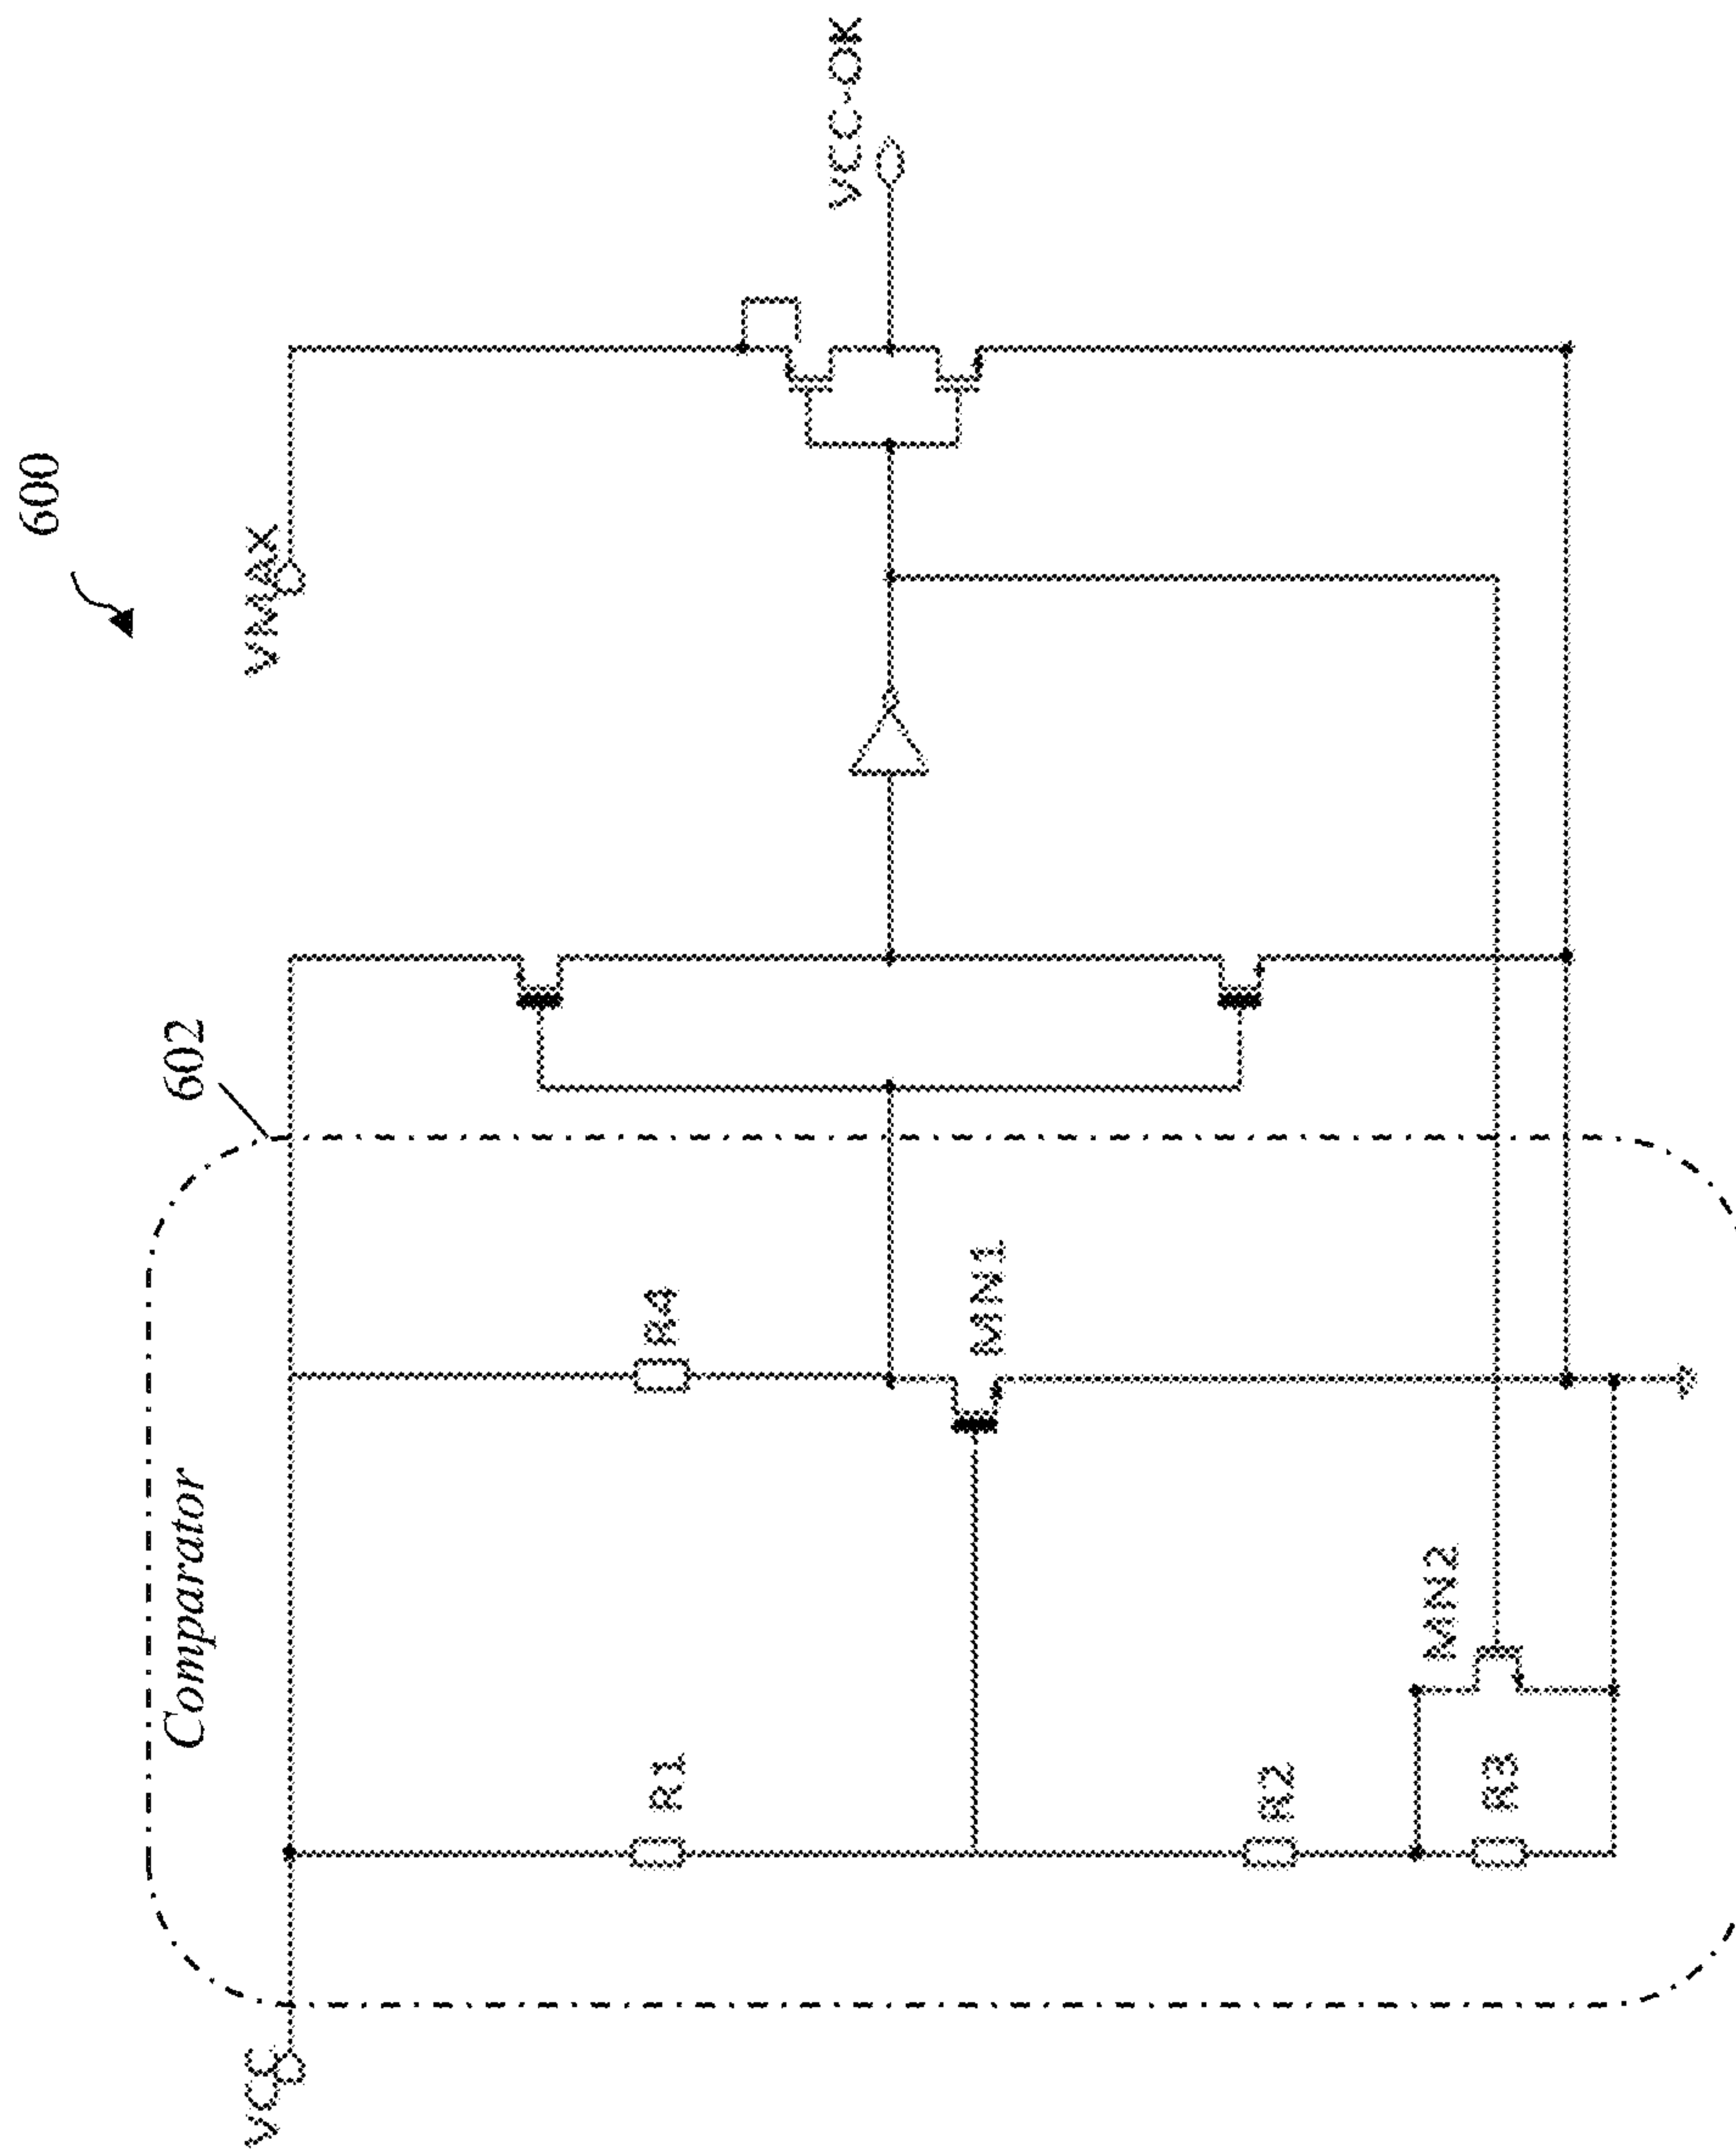 600
VMAX
VCC-OK
602
Comparator
VCC
R1
R4
MN1
R2
MN2
R3